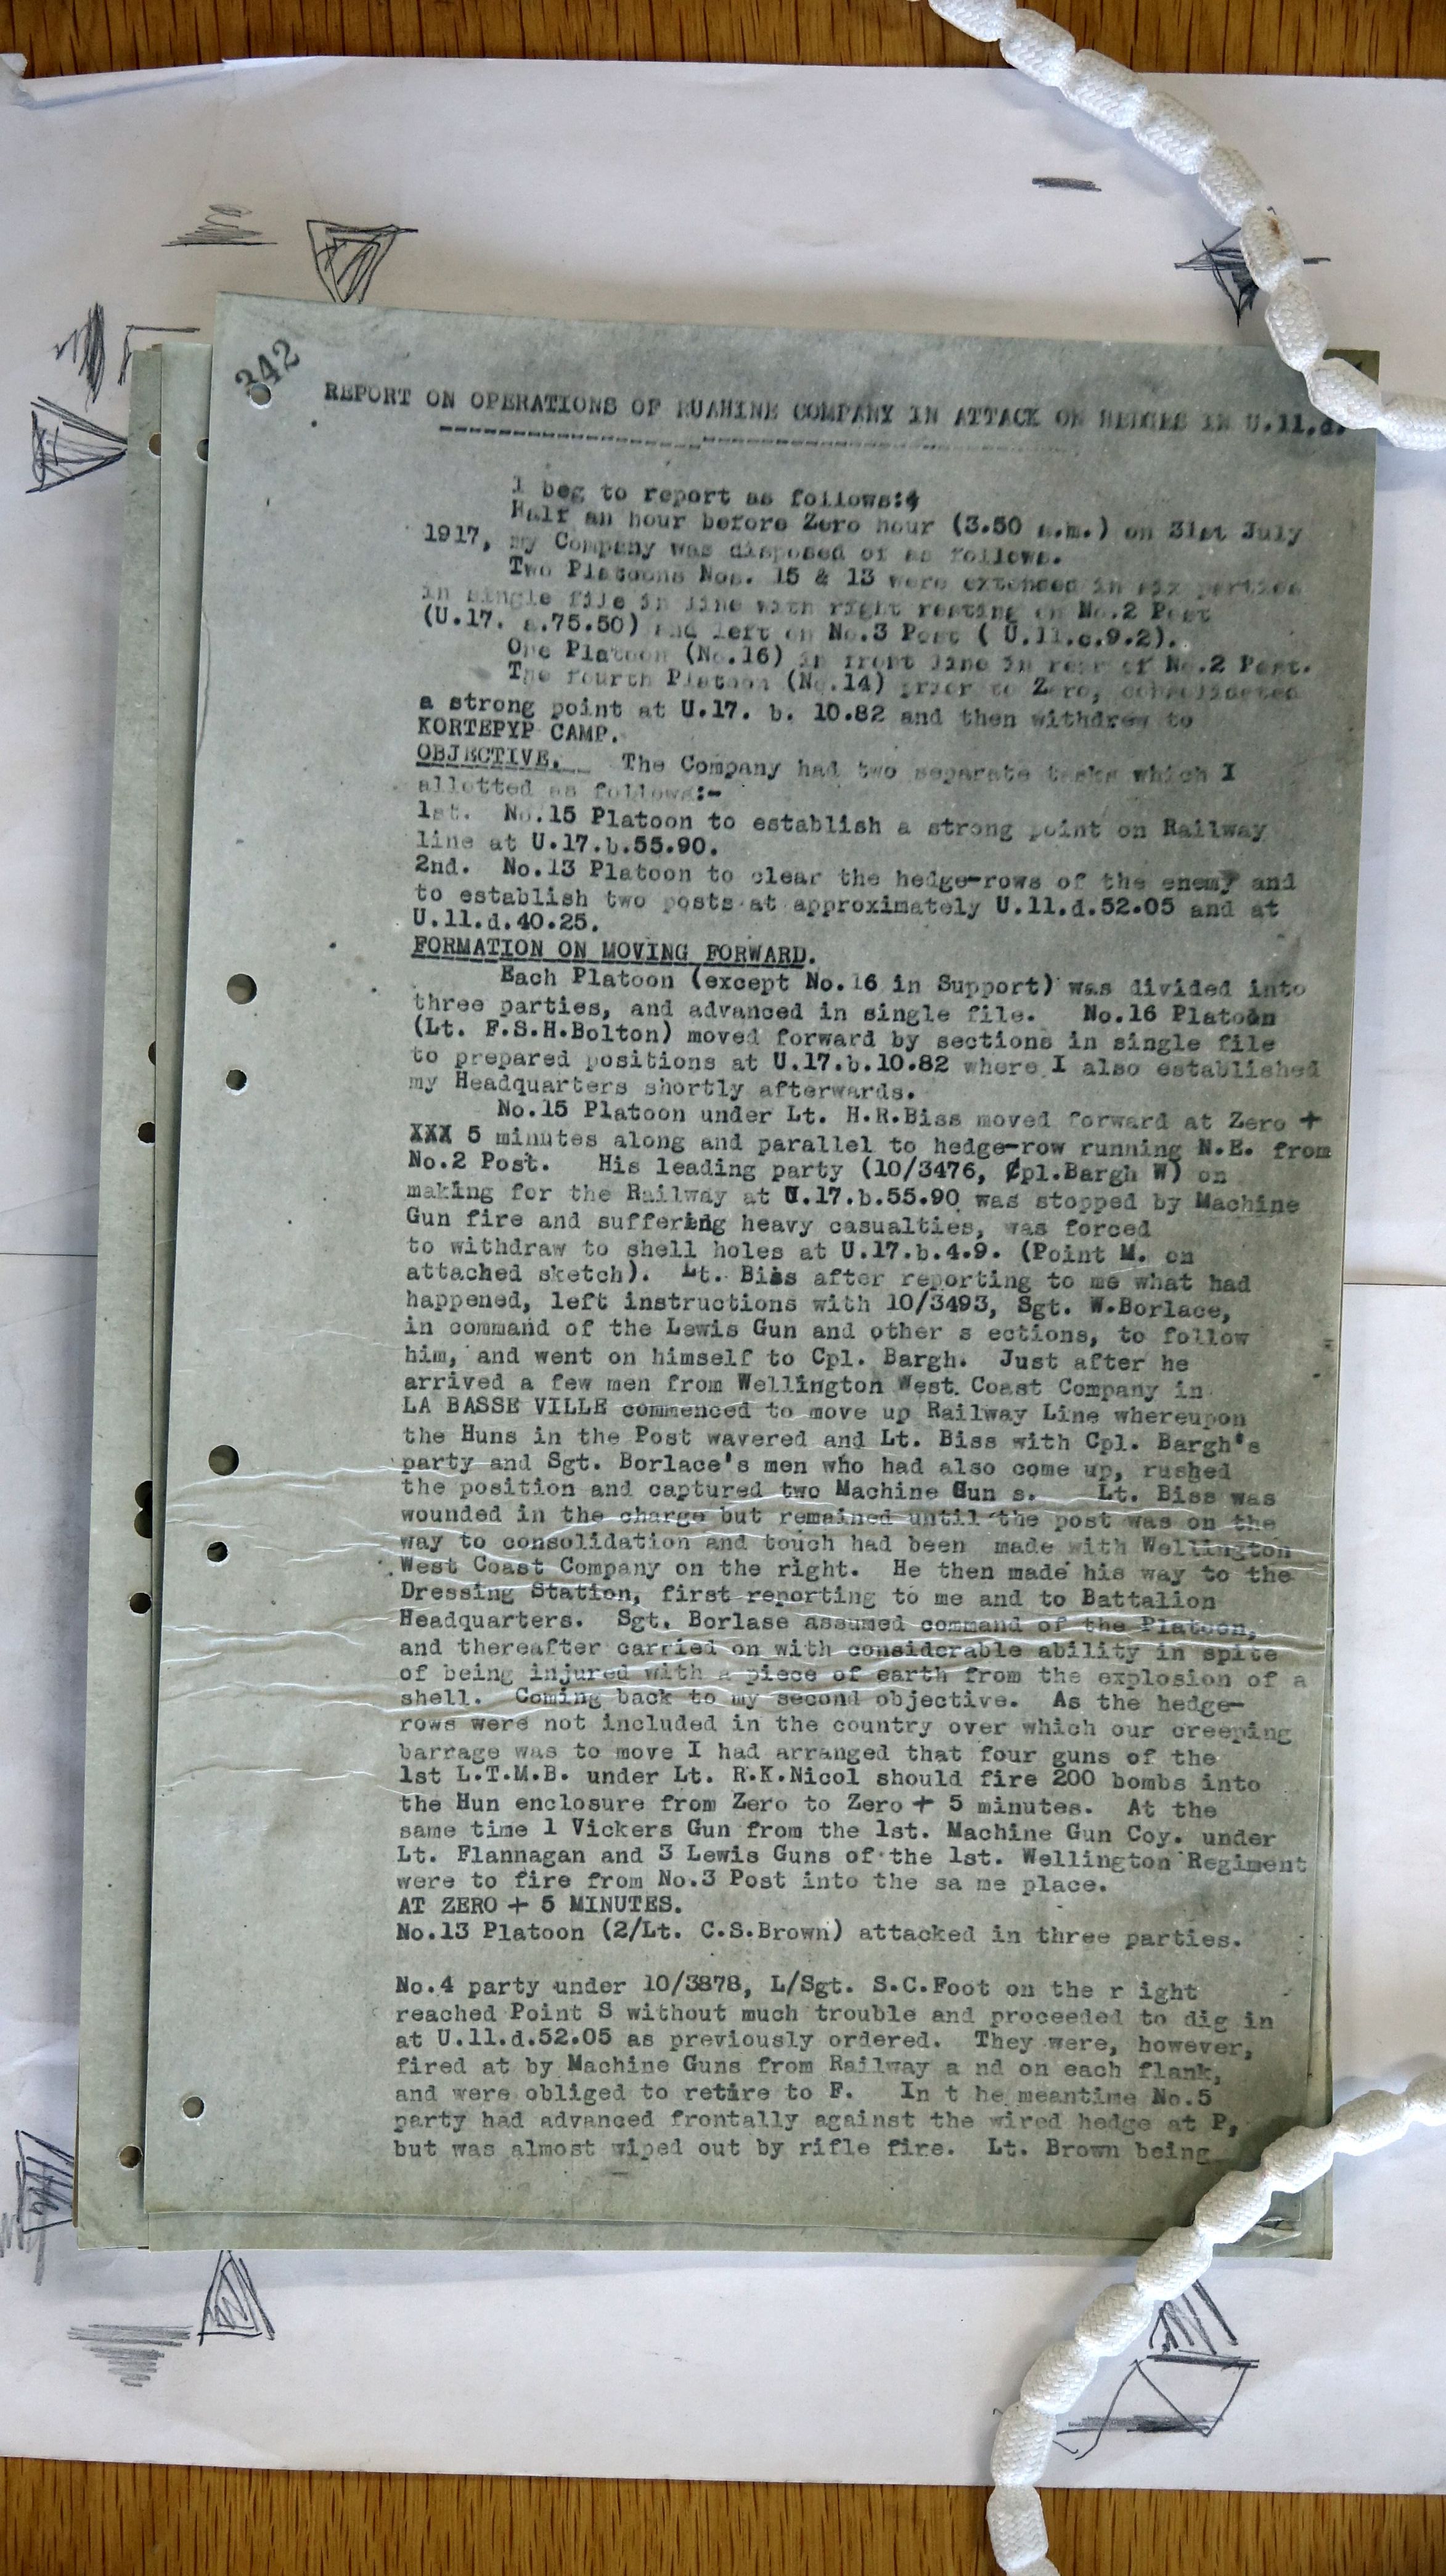 342
REPORT ON OPERATIONS OF RUAHINE COMPANY IN ATTACK ON HEDGES IN U.11.d.
I beg to report as follows:
Half an hour before Zero hour (3.50 a.m.) on 31st July
1917, my Company was disposed of as follows.
Two Platoons Nos. 15 & 13 were extended in six parties
in single file in line with right resting on No.2 Post
(U.17. a.75.50) and left on No.3 Post ( U.11.c.9.2).
One Platoon (No.16) in front line in rear of No.2 Post.
The fourth Platoon (No.14) prior to Zero, consolidated
a strong point at U.17. b. 10.82 and then withdrew to
KORTEPYP CAMP.
OBJECTIVE. The Company had two separate tasks which I
allotted as follows:-
1st. No.15 Platoon to establish a strong point on Railway
line at U.17.b.55.90.
2nd. No.13 Platoon to clear the hedge-rows of the enemy and
to establish two posts at approximately U.11.d.52.05 and at
U.11.d.40.25.
FORMATION ON MOVING FORWARD.
Each Platoon (except No.16 in Support) was divided into
three parties, and advanced in single file. No.16 Platoon
(Lt. F.S.H.Bolton) moved forward by sections in single file
to prepared positions at U.17.b.10.82 where I also established
my Headquarters shortly afterwards.
No.15 Platoon under Lt. H.R.Biss moved forward at Zero +
XXX 5 minutes along and parallel to hedge-row running N.E. from
No.2 Post. His leading party (10/3476, Cpl.Bargh W) on
making for the Railway at U.17.b.55.90 was stopped by Machine
Gun fire and suffering heavy casualties, was forced
to withdraw to shell holes at U.17.b.4.9. (Point M. on
attached sketch). Lt. Biss after reporting to me what had
happened, left instructions with 10/3493, Sgt. W.Borlace,
in command of the Lewis Gun and other s ections, to follow
him, and went on himself to Cpl. Bargh. Just after he
arrived a few men from Wellington West Coast Company in
LA BASSE VILLE commenced to move up Railway Line whereupon
the Huns in the Post wavered and Lt. Biss with Cpl. Bargh's
party and Sgt. Borlace's men who had also come up, rushed
the position and captured two Machine Gun s. Lt. Biss was
wounded in the charge but remained until the post was on the
way to consolidation and touch had been made with Wellington
West Coast Company on the right. He then made his way to the
Dressing Station, first reporting to me and to Battalion
Headquarters. Sgt. Borlase assumed command of the Platoon,
and thereafter carried on with considerable ability in spite
of being injured with a piece of earth from the explosion of a
shell. Coming back to my second objective. As the hedge-
rows were not included in the country over which our creeping
barrage was to move I had arranged that four guns of the
1st L.T.M.B. under Lt. R.K.Nicol should fire 200 bombs into
the Hun enclosure from Zero to Zero + 5 minutes. At the
same time 1 Vickers Gun from the 1st. Machine Gun Coy. under
Lt. Flannagan and 3 Lewis Guns of the 1st. Wellington Regiment
were to fire from No.3 Post into the sa me place.
AT ZERO + 5 MINUTES.
No.13 Platoon (2/Lt. C.S.Brown) attacked in three parties.
No.4 party under 10/3878, L/Sgt. S.C.Foot on the r ight
reached Point S without much trouble and proceeded to dig in
at U.11.d.52.05 as previously ordered. They were, however,
fired at by Machine Guns from Railway a nd on each flank,
and were obliged to retire to F. In t he meantime No.5
party had advanced frontally against the wired hedge at P,
but was almost wiped out by rifle fire. Lt. Brown being